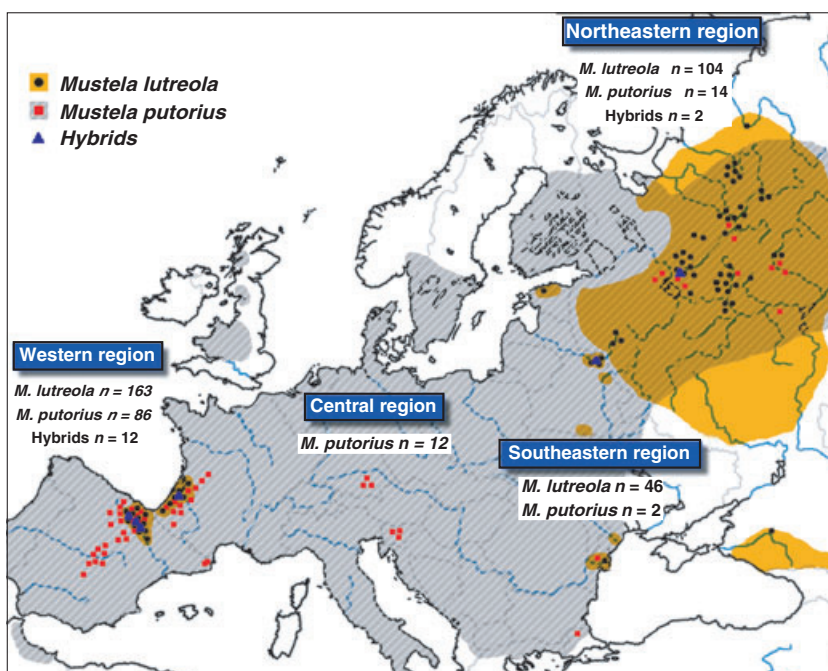 Northeastern region
M. lutreola n = 104
M. putorius n = 14
Hybrids n = 2
Mustela lutreola
Mustela putorius
Hybrids
Western region
M. lutreola n = 163
M. putorius n = 86
Hybrids n = 12
Central region
M. putorius n = 12
Southeastern region
M. lutreola n = 46
M. putorius n = 2